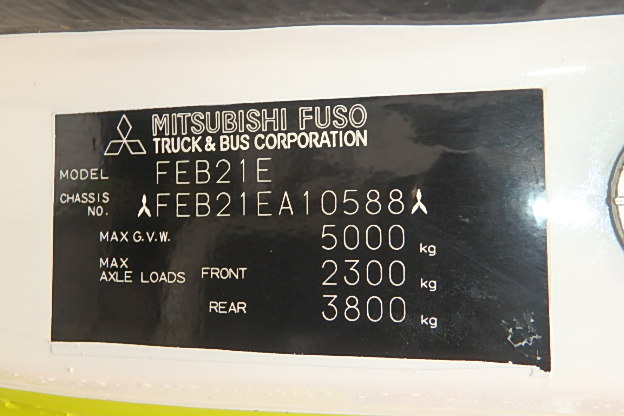 MITSUBISHI FUSO
TRUCK & BUS CORPORATION
MODEL FEB21E
CHASSIS NO. FEB21EA10588
MAX G.V.W. 5000 kg
MAX AXLE LOADS FRONT 2300 kg
REAR 3800 kg